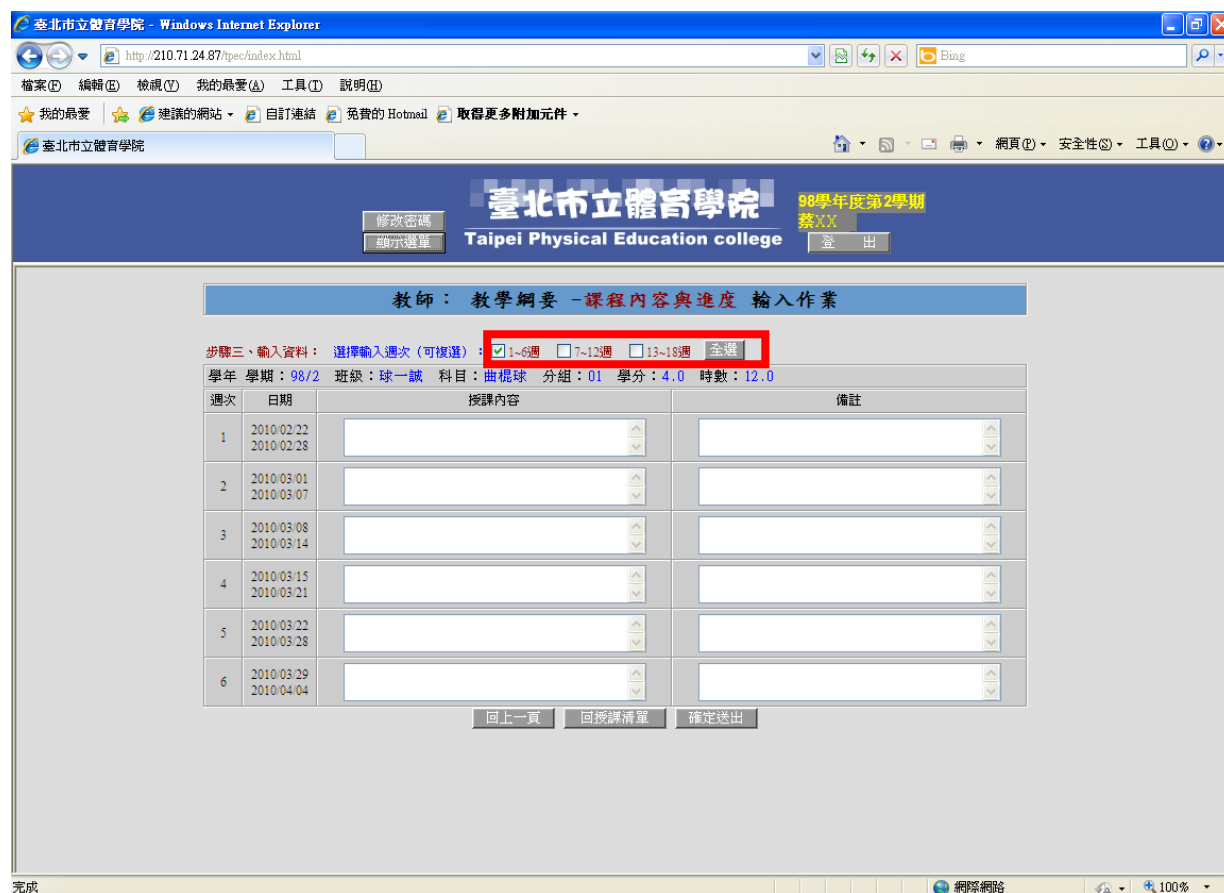 臺北市立體育學院 - Windows Internet Explorer
http://210.71.24.87/tpec/index.html
Bing
檔案(F) 編輯(E) 檢視(V) 我的最愛(A) 工具(T) 說明(H)
我的最愛 建議的網站 自訂連結 免費的 Hotmail 取得更多附加元件
臺北市立體育學院 網頁(P) 安全性(S) 工具(O)
修改密碼
顯示選單
臺北市立體育學院
Taipei Physical Education college
98學年度第2學期
蔡XX
登 出
教師： 教學綱要 -課程內容與進度 輸入作業
步驟三、輸入資料： 選擇輸入週次（可複選）： 1~6週 7~12週 13~18週 全選
學年 學期：98/2 班級：球一誠 科目：曲棍球 分組：01 學分：4.0 時數：12.0
週次 日期 授課內容 備註
1 2010/02/22
2010/02/28
2 2010/03/01
2010/03/07
3 2010/03/08
2010/03/14
4 2010/03/15
2010/03/21
5 2010/03/22
2010/03/28
6 2010/03/29
2010/04/04
回上一頁 回授課清單 確定送出
完成 網際網路 100%